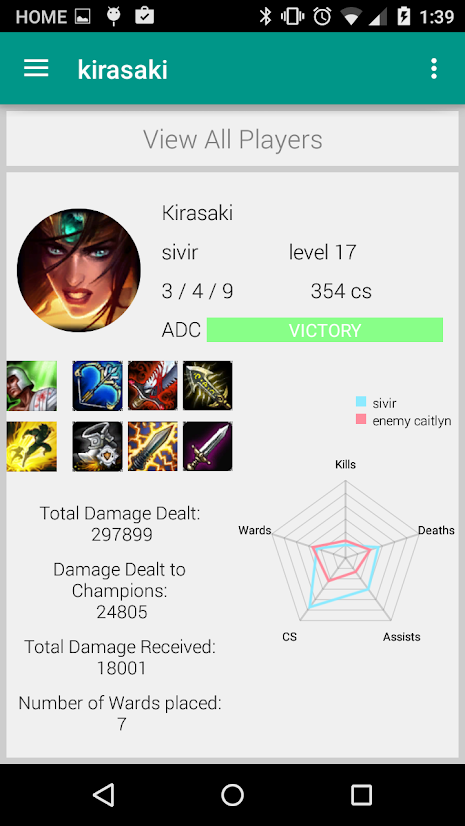 HOME 1:39
kirasaki
View All Players
Kirasaki
sivir level 17
3 / 4 / 9 354 cs
ADC VICTORY
sivir
enemy caitlyn
Kills
Wards Deaths
CS Assists
Total Damage Dealt:
297899
Damage Dealt to
Champions:
24805
Total Damage Received:
18001
Number of Wards placed:
7